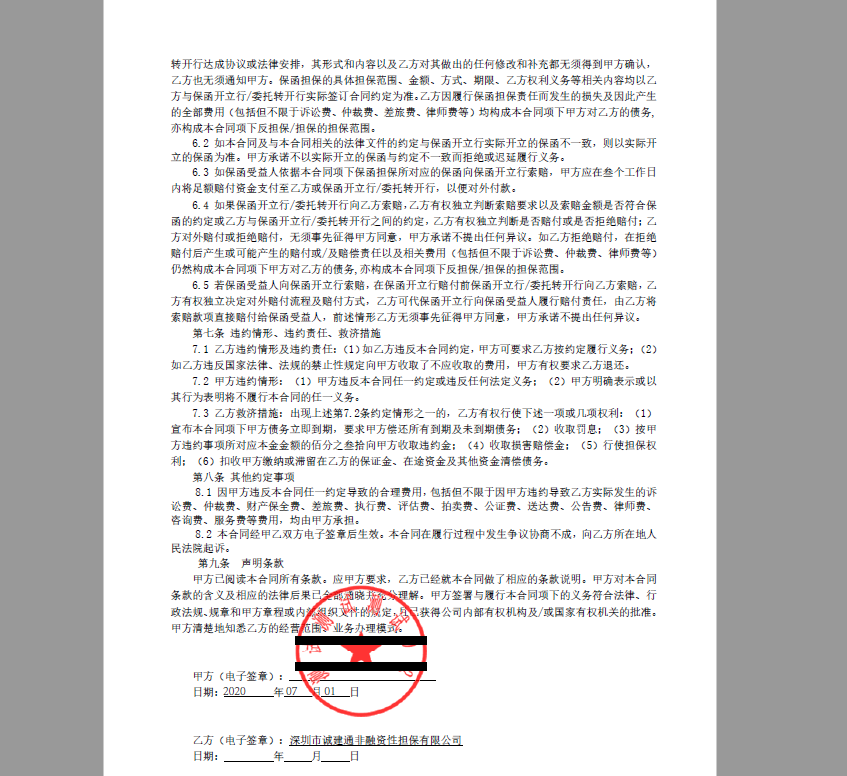 转开行达成协议或法律安排，其形式和内容以及乙方对其做出的任何修改和补充都无须得到甲方确认，
乙方也无须通知甲方。保函担保的具体担保范围、金额、方式、期限、乙方权利义务等相关内容均以乙
方与保函开立行/委托转开行实际签订合同约定为准。乙方因履行保函担保责任而发生的损失及因此产生
的全部费用（包括但不限于诉讼费、仲裁费、差旅费、律师费等）均构成本合同项下甲方对乙方的债务，
亦构成本合同项下反担保/担保的担保范围。
6.2 如本合同及与本合同相关的法律文件的约定与保函开立行实际开立的保函不一致，则以实际开
立的保函为准。甲方承诺不以实际开立的保函与约定不一致而拒绝或迟延履行义务。
6.3 如保函受益人依据本合同项下保函担保所对应的保函向保函开立行索赔，甲方应在叁个工作日
内将足额赔付资金支付至乙方或保函开立行/委托转开行，以便对外付款。
6.4 如果保函开立行/委托转开行向乙方索赔，乙方有权独立判断索赔要求以及索赔金额是否符合保
函的约定或乙方与保函开立行/委托转开行之间的约定，乙方有权独立判断是否赔付或是否拒绝赔付；乙
方对外赔付或拒绝赔付，无须事先征得甲方同意，甲方承诺不提出任何异议。如乙方拒绝赔付，在拒绝
赔付后产生或可能产生的赔付或/及赔偿责任以及相关费用（包括但不限于诉讼费、仲裁费、律师费等）
仍然构成本合同项下甲方对乙方的债务，亦构成本合同项下反担保/担保的担保范围。
6.5 若保函受益人向保函开立行索赔，在保函开立行赔付前保函开立行/委托转开行向乙方索赔，乙
方有权独立决定对外赔付流程及赔付方式，乙方可代保函开立行向保函受益人履行赔付责任，由乙方将
索赔款项直接赔付给保函受益人，前述情形乙方无须事先征得甲方同意，甲方承诺不提出任何异议。
第七条 违约情形、违约责任、救济措施
7.1 乙方违约情形及违约责任：（1）如乙方违反本合同约定，甲方可要求乙方按约定履行义务；（2）
如乙方违反国家法律、法规的禁止性规定向甲方收取了不应收取的费用，甲方有权要求乙方退还。
7.2 甲方违约情形：（1）甲方违反本合同任一约定或违反任何法定义务；（2）甲方明确表示或以
其行为表明将不履行本合同的任一义务。
7.3 乙方救济措施：出现上述第7.2条约定情形之一的，乙方有权行使下述一项或几项权利：（1）
宣布本合同项下甲方债务立即到期，要求甲方偿还所有到期及未到期债务；（2）收取罚息；（3）按甲
方违约事项所对应本金金额的佰分之叁拾向甲方收取违约金；（4）收取损害赔偿金；（5）行使担保权
利；（6）扣收甲方缴纳或滞留在乙方的保证金、在途资金及其他资金清偿债务。
第八条 其他约定事项
8.1 因甲方违反本合同任一约定导致的合理费用，包括但不限于因甲方违约导致乙方实际发生的诉
讼费、仲裁费、财产保全费、差旅费、执行费、评估费、拍卖费、公证费、送达费、公告费、律师费、
咨询费、服务费等费用，均由甲方承担。
8.2 本合同经甲乙双方电子签章后生效。本合同在履行过程中发生争议协商不成，向乙方所在地人
民法院起诉。
第九条 声明条款
甲方已阅读本合同所有条款。应甲方要求，乙方已经就本合同做了相应的条款说明。甲方对本合同
条款的含义及相应的法律后果已全部通晓并充分理解。甲方签署与履行本合同项下的义务符合法律、行
政法规、规章和甲方章程或内部组织文件的规定，且已获得公司内部有权机构及/或国家有权机关的批准。
甲方清楚地知悉乙方的经营范围、业务办理模式。
甲方（电子签章）：
日期：2020 年 07 月 01 日
乙方（电子签章）：深圳市诚建通非融资性担保有限公司
日期： 年 月 日